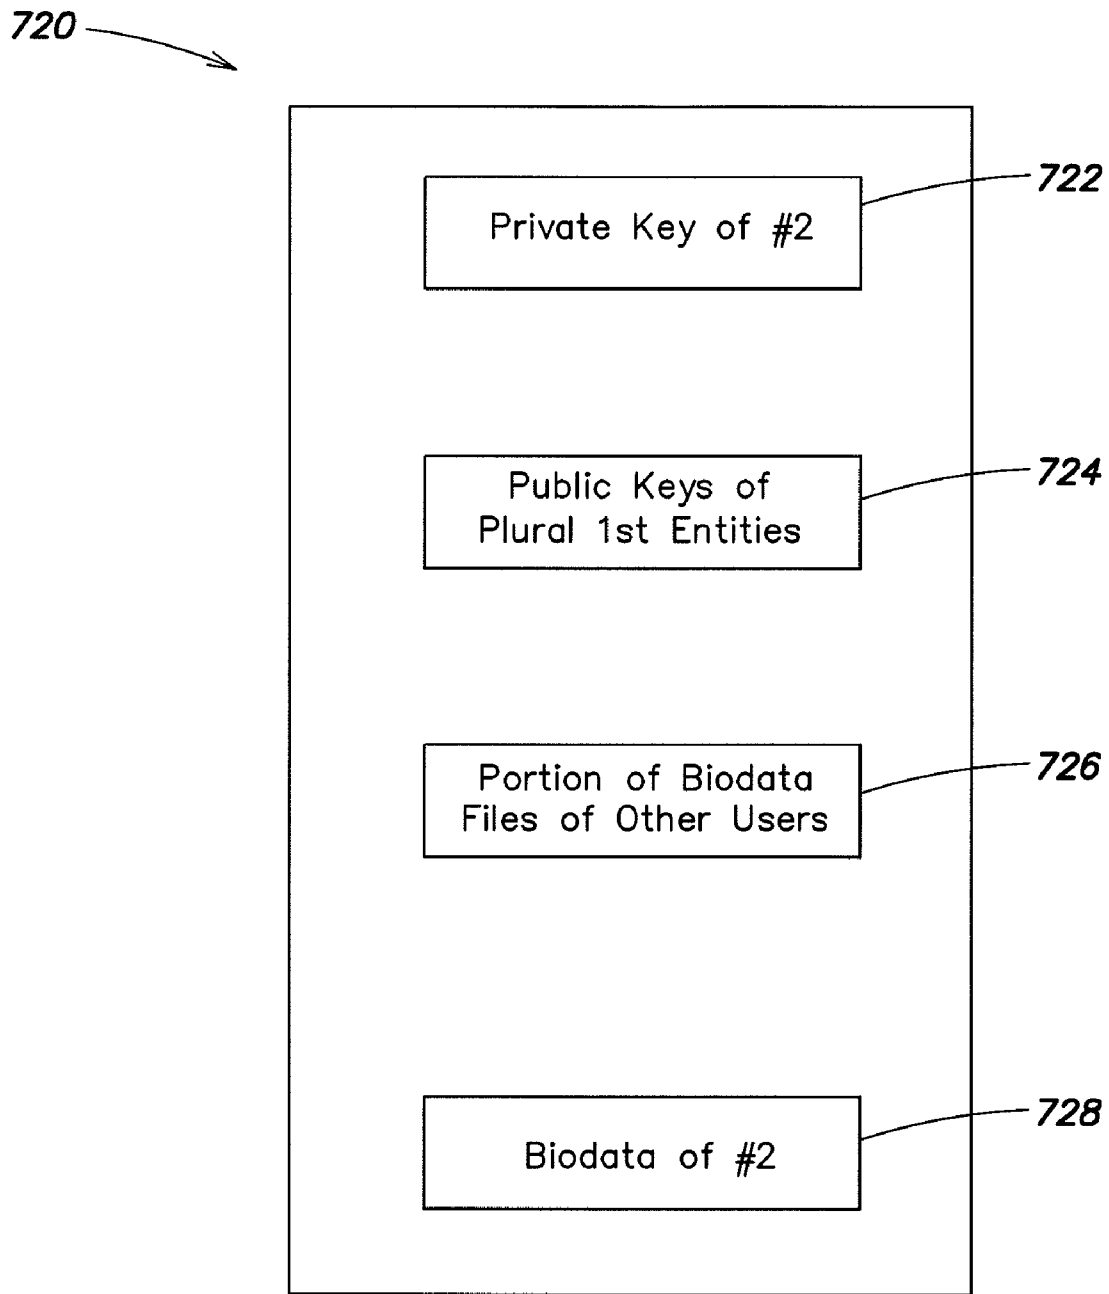 720
722
Private Key of #2
724
Public Keys of
Plural 1st Entities
726
Portion of Biodata
Files of Other Users
728
Biodata of #2